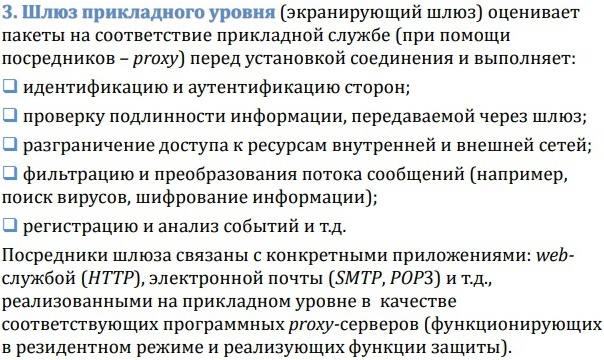 3. Шлюз прикладного уровня (экранирующий шлюз) оценивает
пакеты на соответствие прикладной службе (при помощи
посредников – proxy) перед установкой соединения и выполняет:
❑ идентификацию и аутентификацию сторон;
❑ проверку подлинности информации, передаваемой через шлюз;
❑ разграничение доступа к ресурсам внутренней и внешней сетей;
❑ фильтрацию и преобразования потока сообщений (например,
поиск вирусов, шифрование информации);
❑ регистрацию и анализ событий и т.д.
Посредники шлюза связаны с конкретными приложениями: web-
службой (HTTP), электронной почты (SMTP, POP3) и т.д.,
реализованными на прикладном уровне в качестве
соответствующих программных proxy-серверов (функционирующих
в резидентном режиме и реализующих функции защиты).